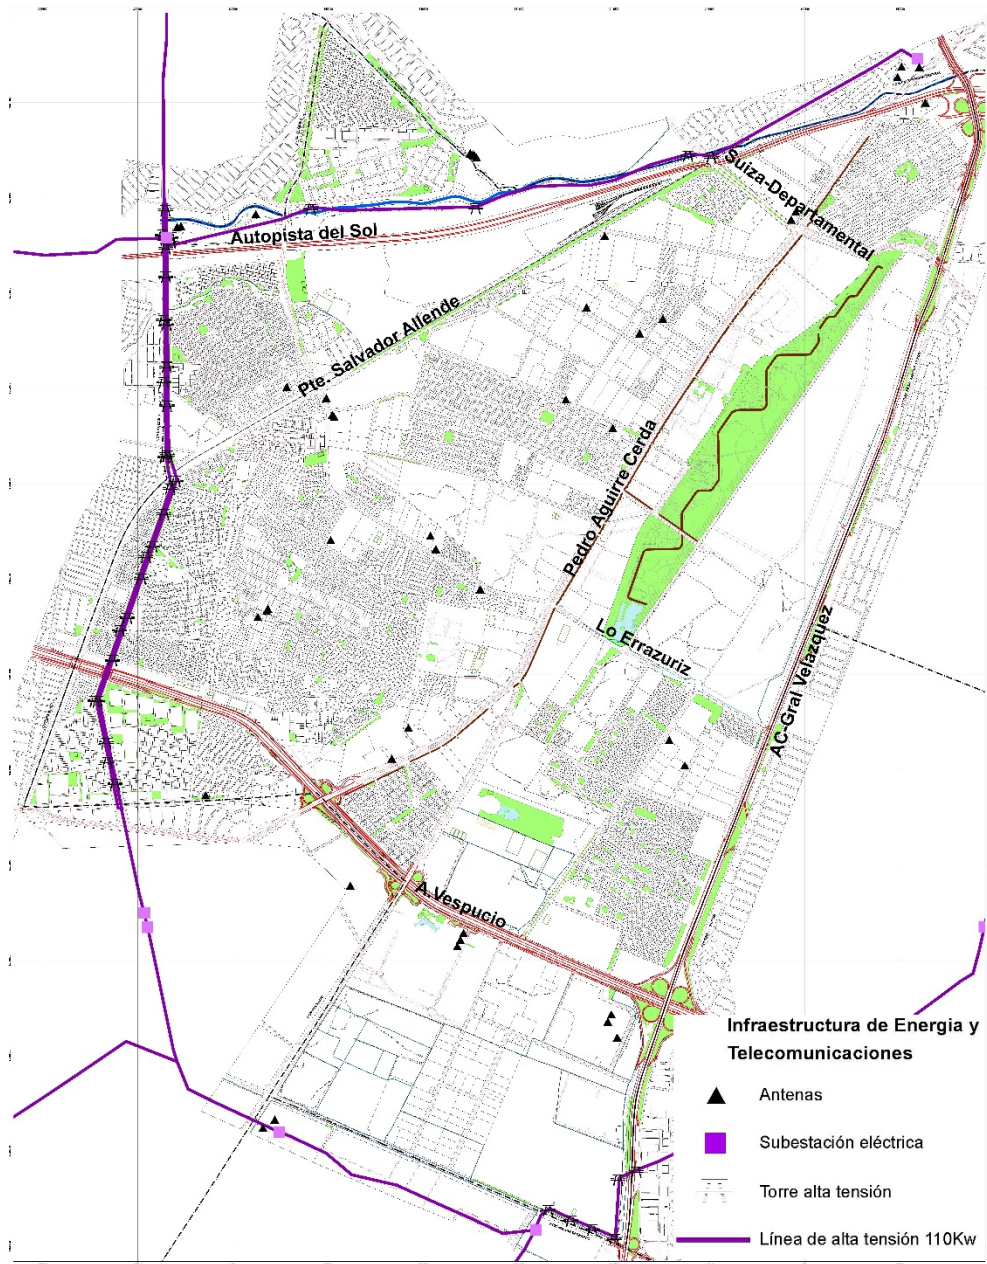 Suiza-Departamental
Autopista del Sol
Pte. Salvador Allende
Pedro Aguirre Cerda
Lo Errazuriz
AC-Gral Velazquez
A.Vespucio
Infraestructura de Energia y
Telecomunicaciones
Antenas
Subestación eléctrica
Torre alta tensión
Línea de alta tensión 110Kw